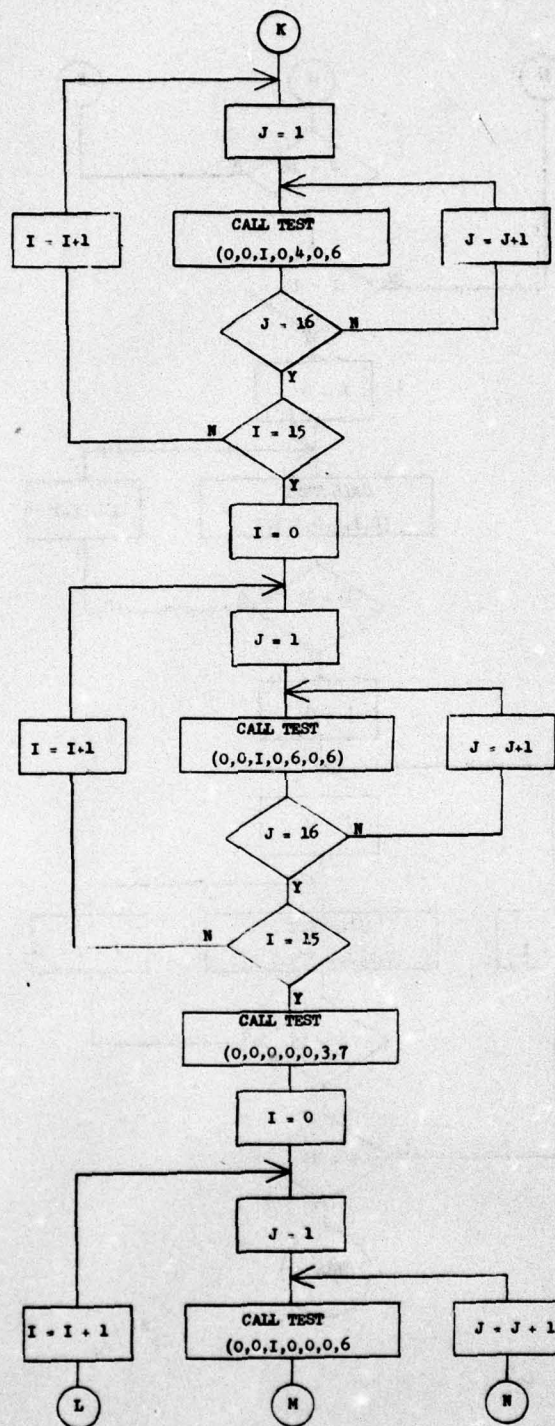 K
J = 1
I = I+1
CALL TEST
(0,0,I,0,4,0,6
J = J+1
J = 16
N
Y
N
I = 15
Y
I = 0
J = 1
I = I+1
CALL TEST
(0,0,I,0,6,0,6)
J = J+1
J = 16
N
Y
N
I = 15
Y
CALL TEST
(0,0,0,0,0,3,7
I = 0
J = 1
I = I + 1
CALL TEST
(0,0,I,0,0,0,6
J = J + 1
L
M
N